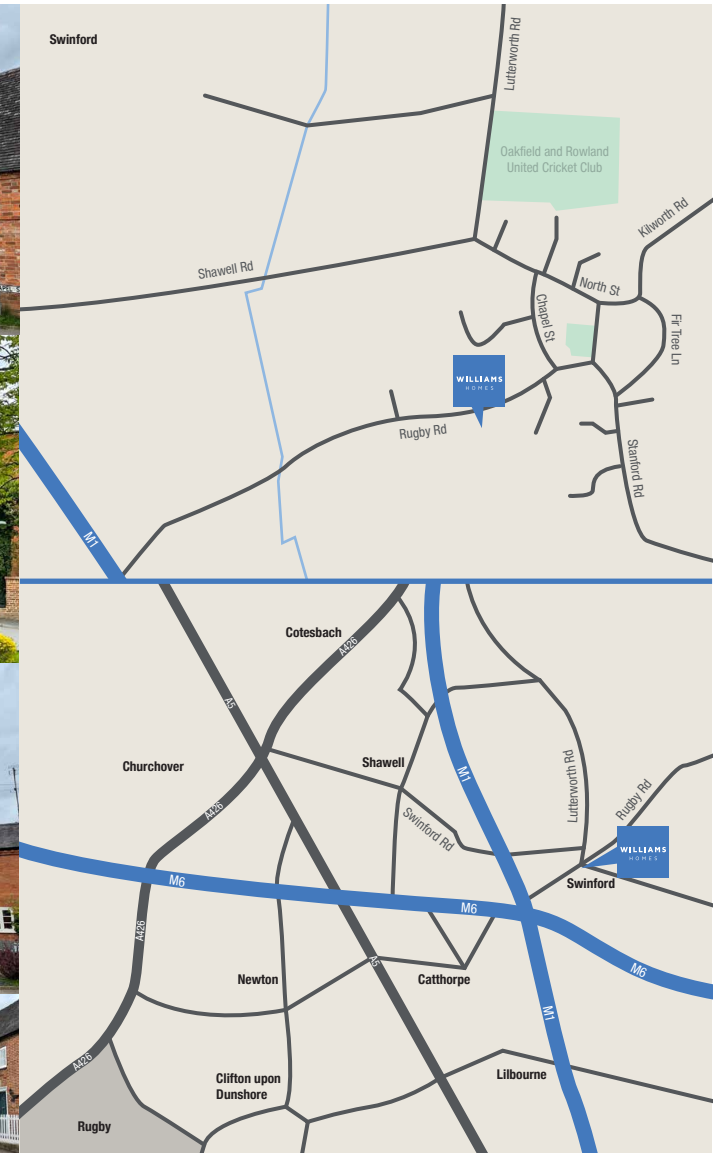 Swinford
Lutterworth Rd
Oakfield and Rowland
United Cricket Club
Kilworth Rd
Shawell Rd
North St
Chapel St
Fir Tree Ln
WILLIAMS
HOMES
Rugby Rd
Stanford Rd
M1
Cotesbach
A426
A5
Churchover
Shawell
M1
Lutterworth Rd
Rugby Rd
A426
Swinford Rd
WILLIAMS
HOMES
Swinford
M6
M6
A426
A5
M6
Newton
Catthorpe
M1
A426
Clifton upon
Dunshore
Lilbourne
Rugby